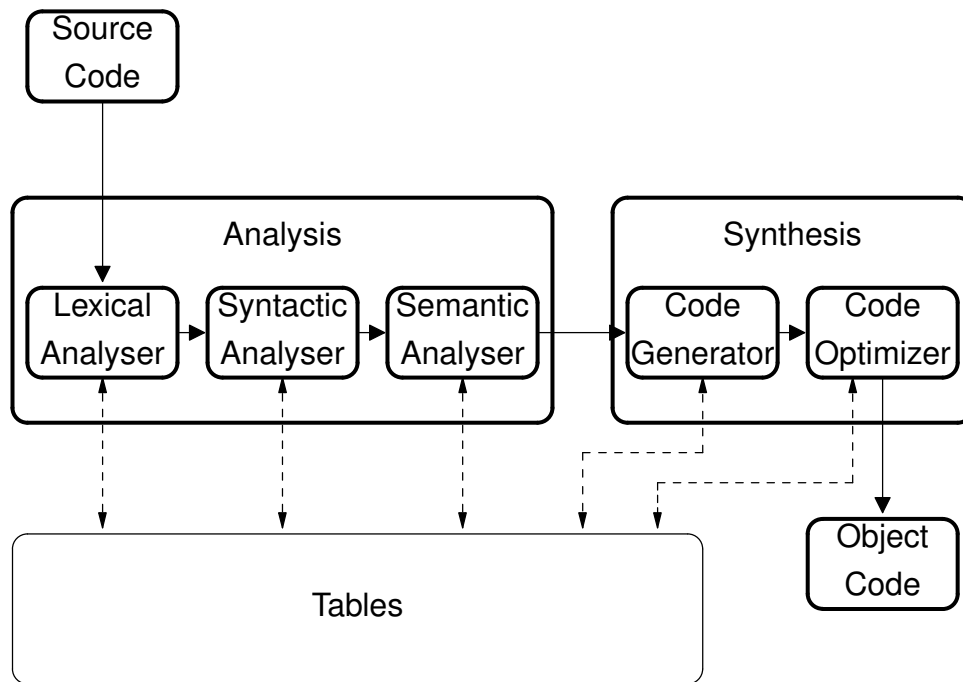 Source
Code
Analysis
Synthesis
Lexical
Analyser
Syntactic
Analyser
Semantic
Analyser
Code
Generator
Code
Optimizer
Object
Code
Tables